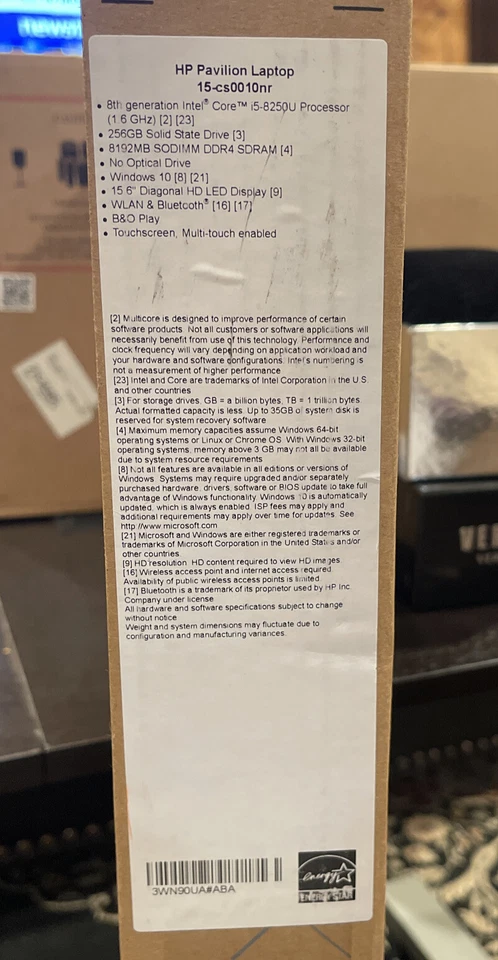 HP Pavilion Laptop
15-cs0010nr
• 8th generation Intel® Core™ i5-8250U Processor
(1.6 GHz) [2] [23]
• 256GB Solid State Drive [3]
• 8192MB SODIMM DDR4 SDRAM [4]
• No Optical Drive
• Windows 10 [8] [21]
• 15.6" Diagonal HD LED Display [9]
• WLAN & Bluetooth® [16] [17]
• B&O Play
• Touchscreen, Multi-touch enabled
[2] Multicore is designed to improve performance of certain
software products. Not all customers or software applications will
necessarily benefit from use of this technology. Performance and
clock frequency will vary depending on application workload and
your hardware and software configurations. Intel's numbering is
not a measurement of higher performance
[23] Intel and Core are trademarks of Intel Corporation in the U.S
and other countries
[3] For storage drives, GB = a billion bytes, TB = 1 trillion bytes.
Actual formatted capacity is less. Up to 35GB of system disk is
reserved for system recovery software
[4] Maximum memory capacities assume Windows 64-bit
operating systems or Linux or Chrome OS. With Windows 32-bit
operating systems, memory above 3 GB may not all be available
due to system resource requirements
[8] Not all features are available in all editions or versions of
Windows. Systems may require upgraded and/or separately
purchased hardware, drivers, software or BIOS update to take full
advantage of Windows functionality. Windows 10 is automatically
updated, which is always enabled. ISP fees may apply and
additional requirements may apply over time for updates. See
http://www.microsoft.com
[21] Microsoft and Windows are either registered trademarks or
trademarks of Microsoft Corporation in the United States and/or
other countries.
[9] HD resolution. HD content required to view HD images
[16] Wireless access point and internet access required.
Availability of public wireless access points is limited.
[17] Bluetooth is a trademark of its proprietor used by HP Inc.
Company under license
All hardware and software specifications subject to change
without notice
Weight and system dimensions may fluctuate due to
configuration and manufacturing variances.
3WN90UA#ABA
energy
ENERGY STAR